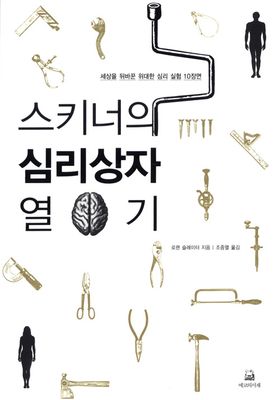 세상을 뒤바꾼 위대한 심리 실험 10장면
스키너의
심리상자
열기
로렌 슬레이터 지음 | 조증열 옮김
에코의서재